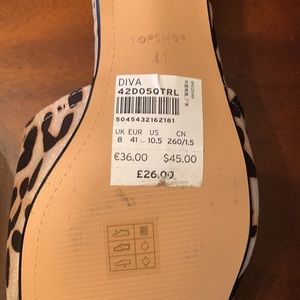 TOPSHOP
41
DIVA
42D05QTRL
5045432162181
UK EUR US CN
8 41 10.5 260/1.5
€36.00 $45.00
£26.00